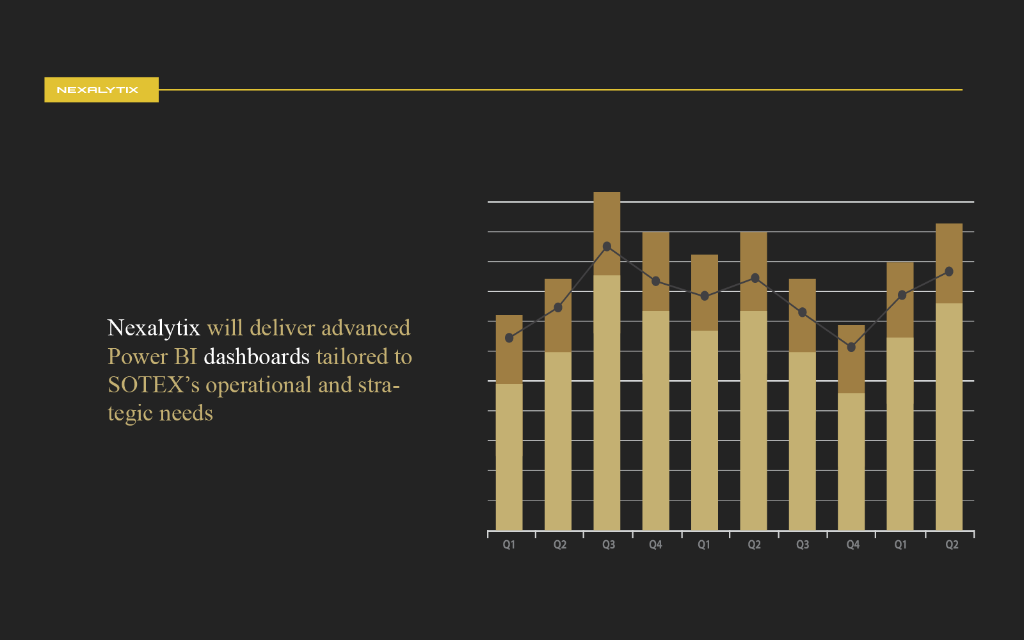 NEXALYTIX
Nexalytix will deliver advanced
Power BI dashboards tailored to
SOTEX’s operational and stra-
tegic needs
Q1 Q2 Q3 Q4 Q1 Q2 Q3 Q4 Q1 Q2